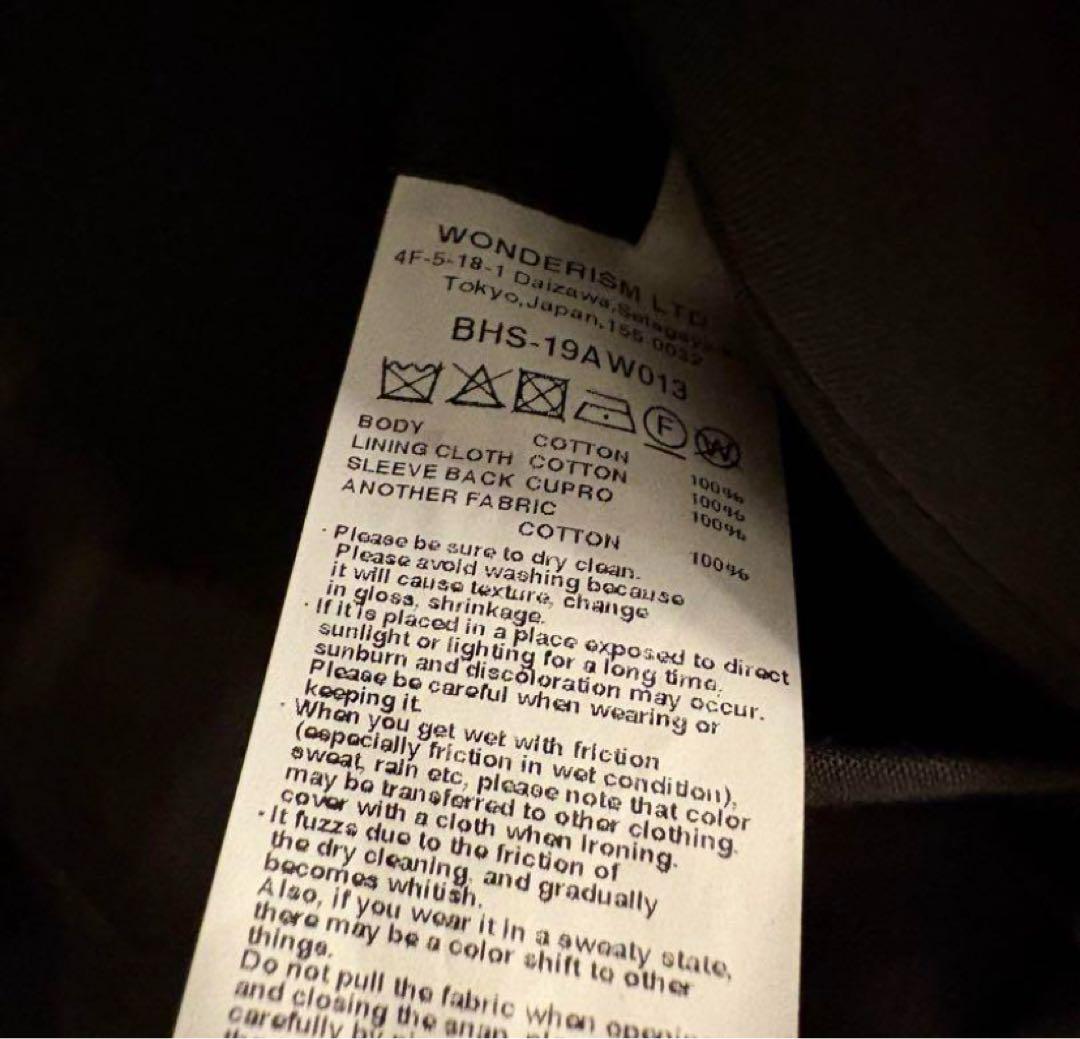 WONDERISM LTD
4F-5-18-1 Daizawa,Setagaya
Tokyo,Japan,155-0032
BHS-19AW013
F W
BODY COTTON 100%
LINING CLOTH COTTON 100%
SLEEVE BACK CUPRO 100%
ANOTHER FABRIC
COTTON 100%
· Please be sure to dry clean.
Please avoid washing because
it will cause texture, change
in gloss, shrinkage.
· If it is placed in a place exposed to direct
sunlight or lighting for a long time,
sunburn and discoloration may occur.
Please be careful when wearing or
keeping it.
· When you get wet with friction
(especially friction in wet condition),
sweat, rain etc, please note that color
may be transferred to other clothing.
cover with a cloth when ironing.
· It fuzzs due to the friction of
the dry cleaning, and gradually
becomes whitish.
Also, if you wear it in a sweaty state,
there may be a color shift to other
things.
Do not pull the fabric when
and closing the snap,
carefully by